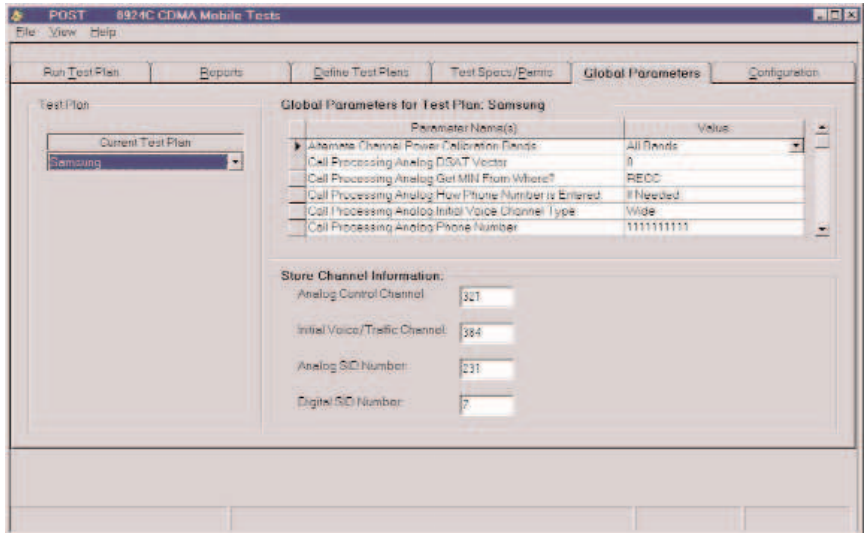 POST 8924C CDMA Mobile Tests
File View Help
Run Test Plan Reports Define Test Plans Test Specs/Parms Global Parameters Configuration
Test Plan
Current Test Plan
Samsung
Global Parameters for Test Plan: Samsung
Parameter Name(s) Value
Alternate Channel Power Calibration Bands All Bands
Call Processing Analog DSAT Vector 0
Call Processing Analog Get MIN From Where? RECC
Call Processing Analog How Phone Number is Entered If Needed
Call Processing Analog Initial Voice Channel Type Wide
Call Processing Analog Phone Number 1111111111
Store Channel Information:
Analog Control Channel: 321
Initial Voice/Traffic Channel: 384
Analog SID Number: 231
Digital SID Number: 7